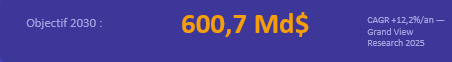 Objectif 2030 :
600,7 Md$
CAGR +12,2%/an —
Grand View
Research 2025